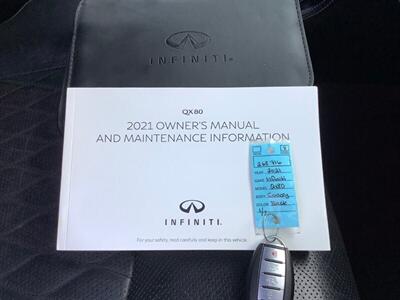 INFINITI
QX80
2021 OWNER'S MANUAL
AND MAINTENANCE INFORMATION
INFINITI
For your safety, read carefully and keep in this vehicle.
2021
Infiniti
QX80
Black